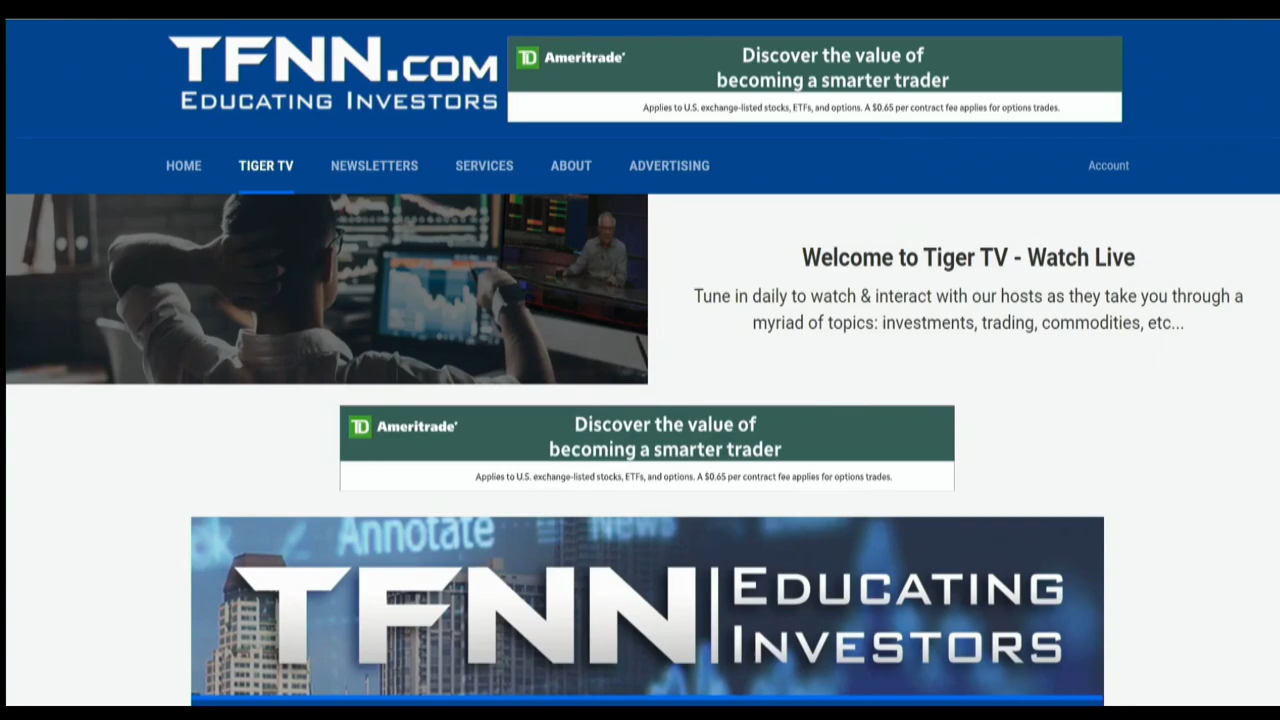 TFNN.COM
EDUCATING INVESTORS
TD Ameritrade
Discover the value of
becoming a smarter trader
Applies to U.S. exchange-listed stocks, ETFs, and options. A $0.65 per contract fee applies for options trades.
HOME TIGER TV NEWSLETTERS SERVICES ABOUT ADVERTISING Account
Welcome to Tiger TV - Watch Live
Tune in daily to watch & interact with our hosts as they take you through a
myriad of topics: investments, trading, commodities, etc...
TD Ameritrade
Discover the value of
becoming a smarter trader
Applies to U.S. exchange-listed stocks, ETFs, and options. A $0.65 per contract fee applies for options trades.
Annotate News
TFNN
EDUCATING
INVESTORS